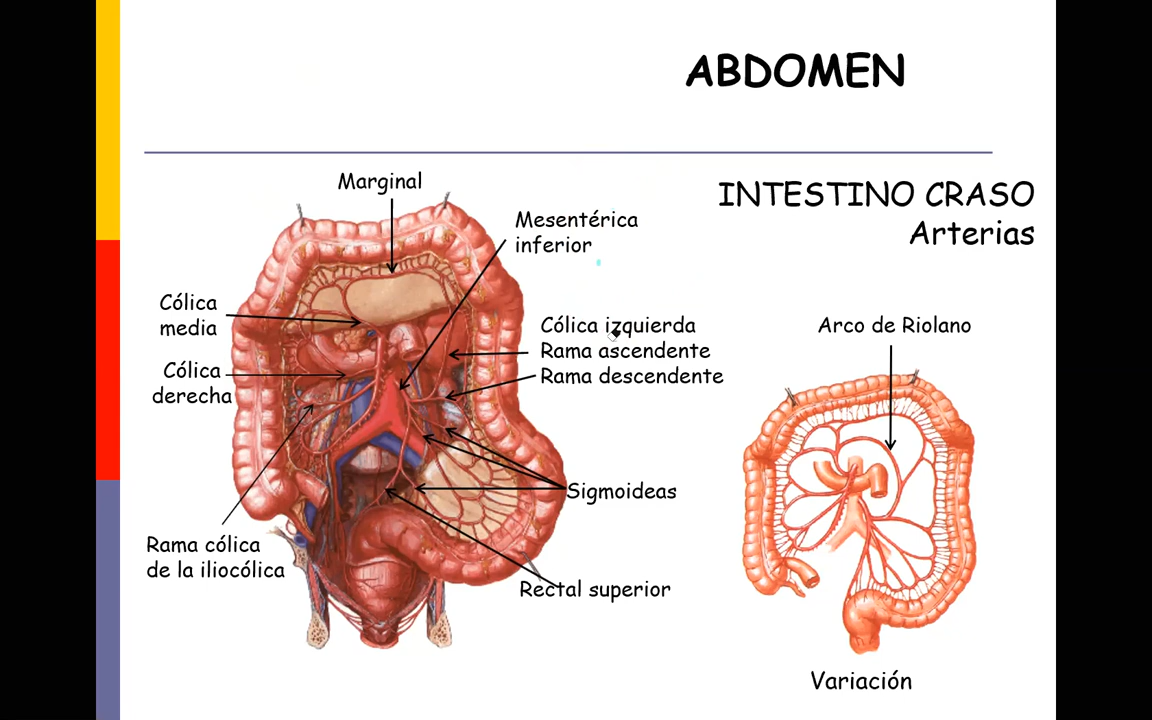 ABDOMEN
INTESTINO CRASO
Arterias
Marginal
Mesentérica
inferior
Cólica
media
Cólica
derecha
Cólica izquierda
Rama ascendente
Rama descendente
Sigmoideas
Rama cólica
de la iliocólica
Rectal superior
Arco de Riolano
Variación